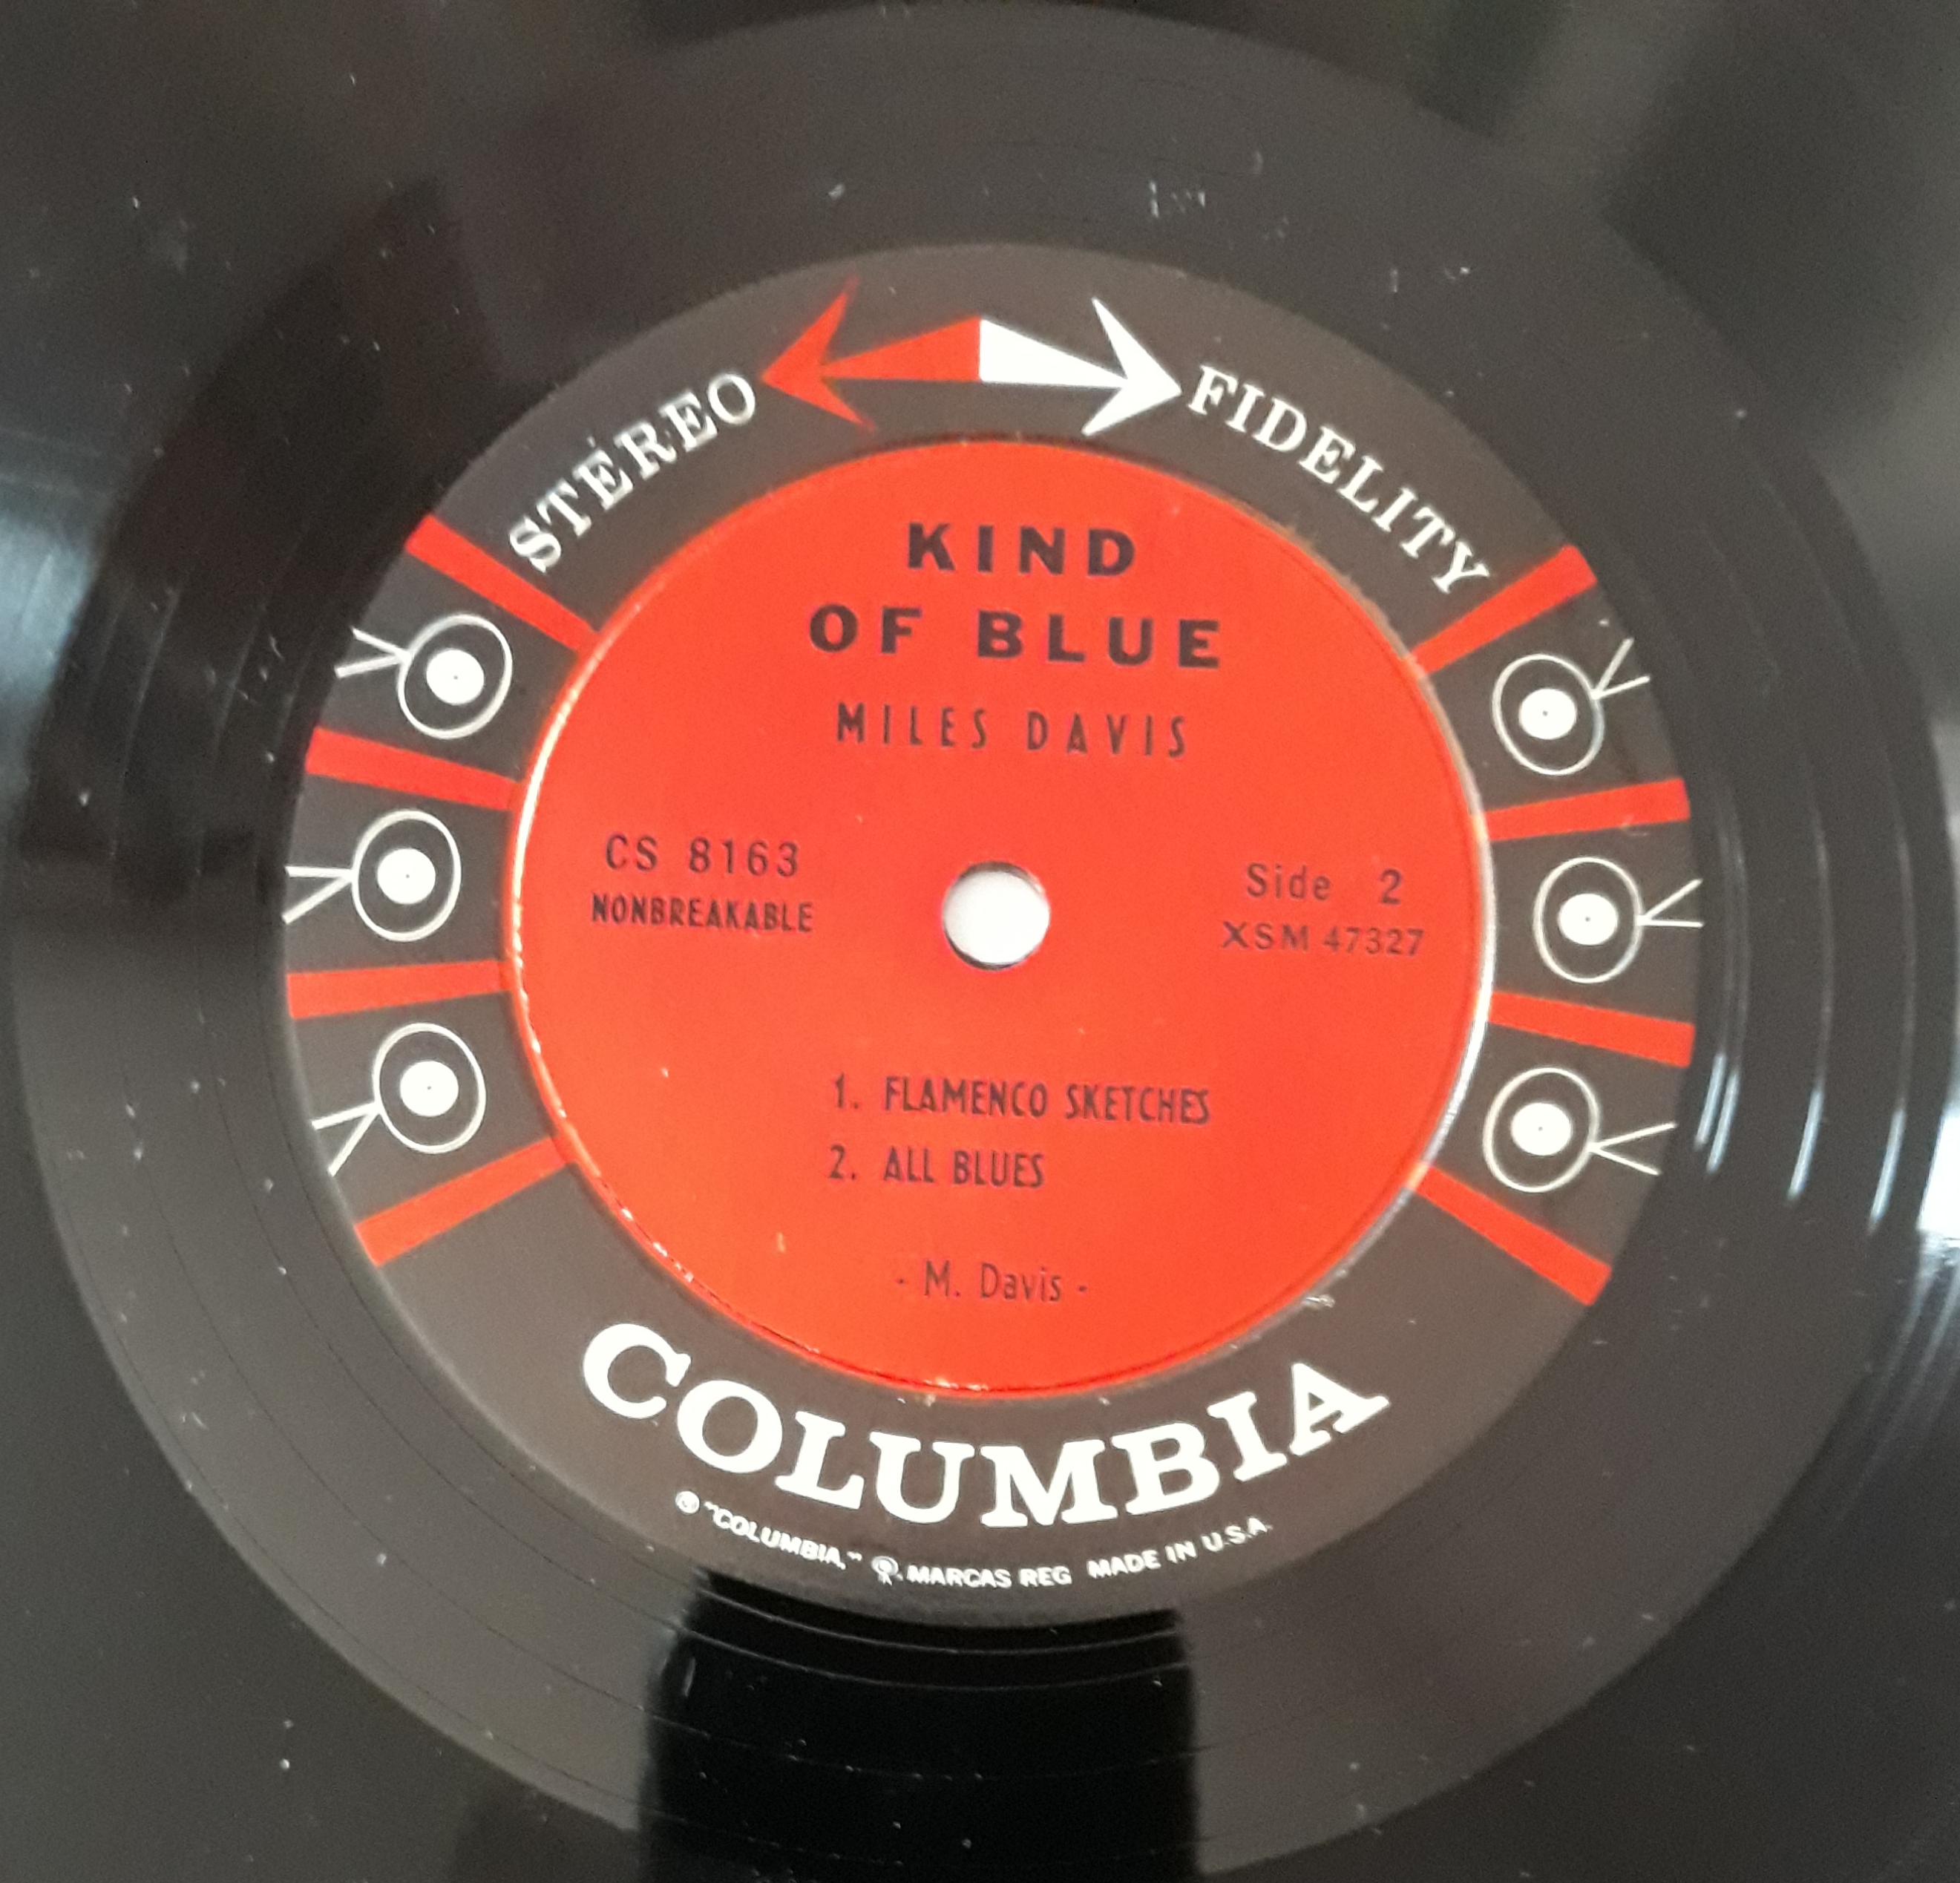 STEREO FIDELITY
KIND
OF BLUE
MILES DAVIS
CS 8163
NONBREAKABLE
Side 2
XSM 47327
1. FLAMENCO SKETCHES
2. ALL BLUES
- M. Davis -
COLUMBIA
® "COLUMBIA," MARCAS REG MADE IN U.S.A.